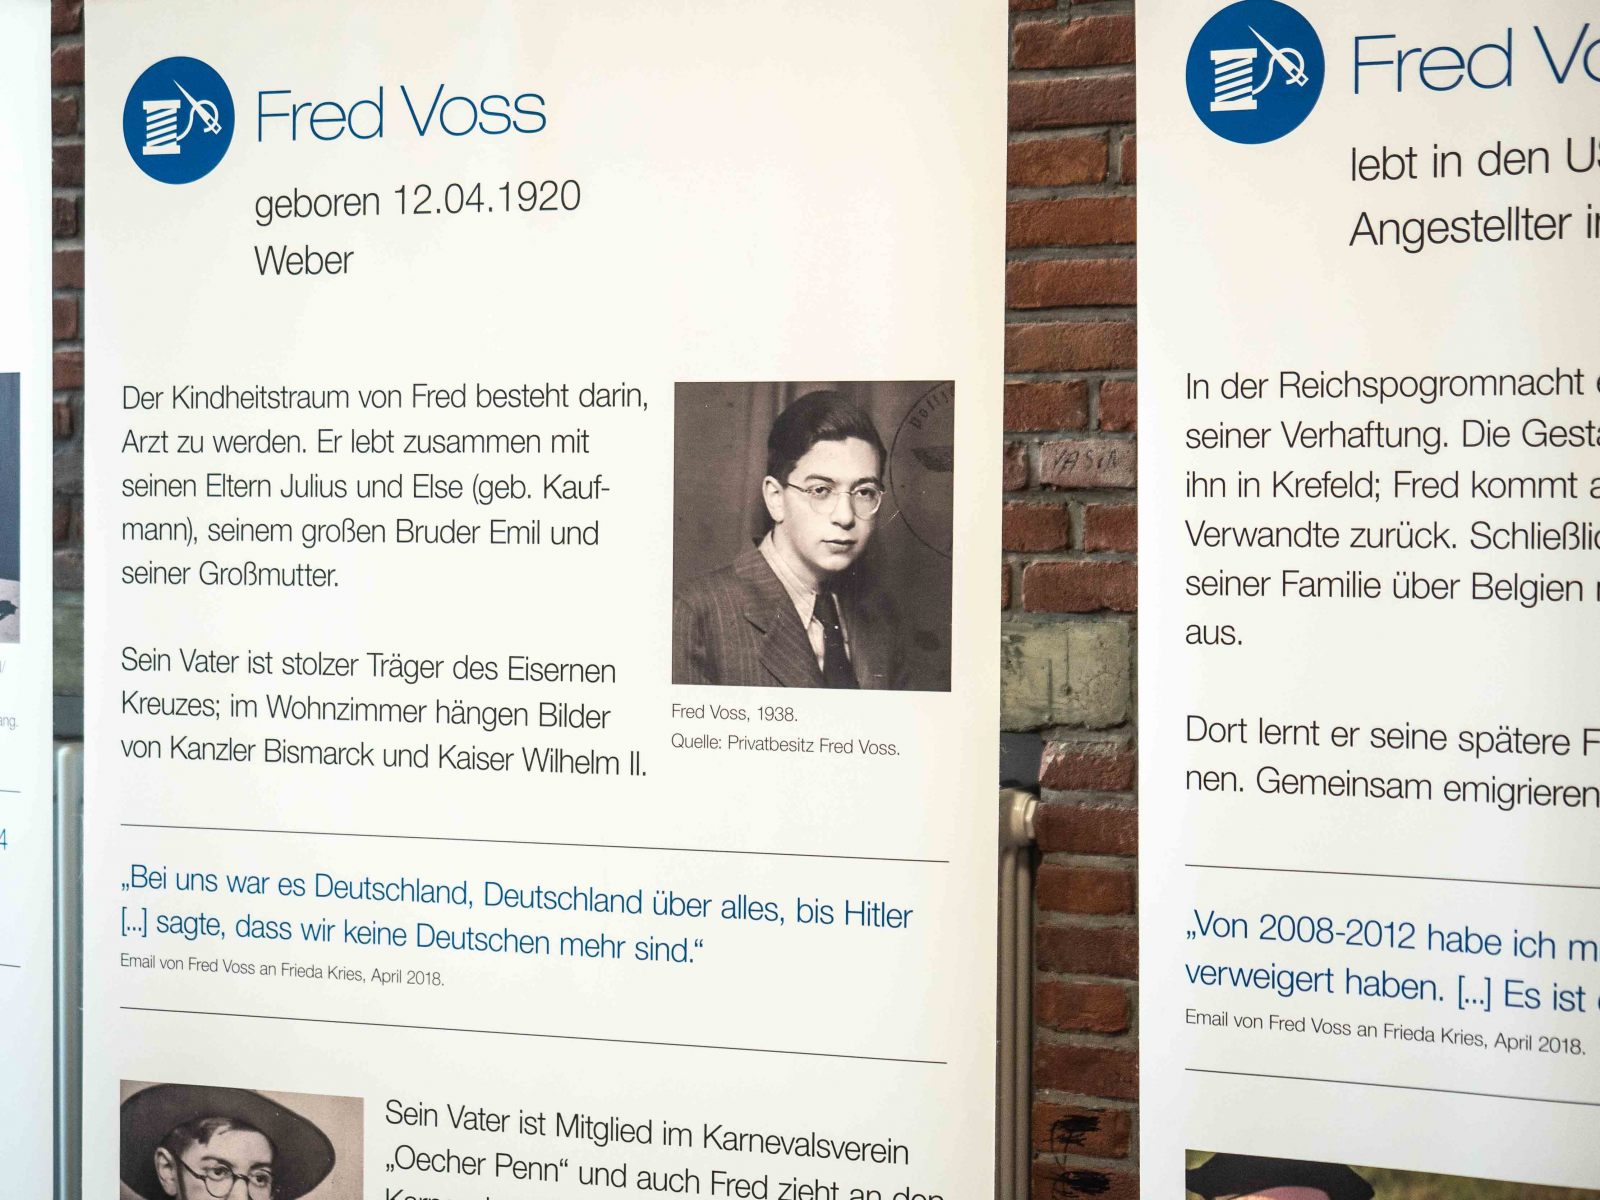 Fred Voss
geboren 12.04.1920
Weber
Der Kindheitstraum von Fred besteht darin,
Arzt zu werden. Er lebt zusammen mit
seinen Eltern Julius und Else (geb. Kauf-
mann), seinem großen Bruder Emil und
seiner Großmutter.
Sein Vater ist stolzer Träger des Eisernen
Kreuzes; im Wohnzimmer hängen Bilder
von Kanzler Bismarck und Kaiser Wilhelm II.
Fred Voss, 1938.
Quelle: Privatbesitz Fred Voss.
„Bei uns war es Deutschland, Deutschland über alles, bis Hitler
[...] sagte, dass wir keine Deutschen mehr sind.“
Email von Fred Voss an Frieda Kries, April 2018.
Sein Vater ist Mitglied im Karnevalsverein
„Oecher Penn“ und auch Fred zieht an den
Fred
lebt in den
Angestellter
In der Reichspogromnacht
seiner Verhaftung. Die
ihn in Krefeld; Fred kommt
Verwandte zurück.
seiner Familie über Belgien
aus.
Dort lernt er seine spätere
nen. Gemeinsam emigrieren
„Von 2008-2012 habe ich
verweigert haben. [...] Es ist
Email von Fred Voss an Frieda Kries, April 2018.